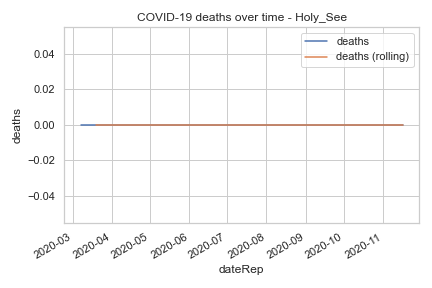 COVID-19 deaths over time - Holy_See
deaths
deaths (rolling)
0.04
0.02
0.00
−0.02
−0.04
deaths
2020-03
2020-04
2020-05
2020-06
2020-07
2020-08
2020-09
2020-10
2020-11
dateRep